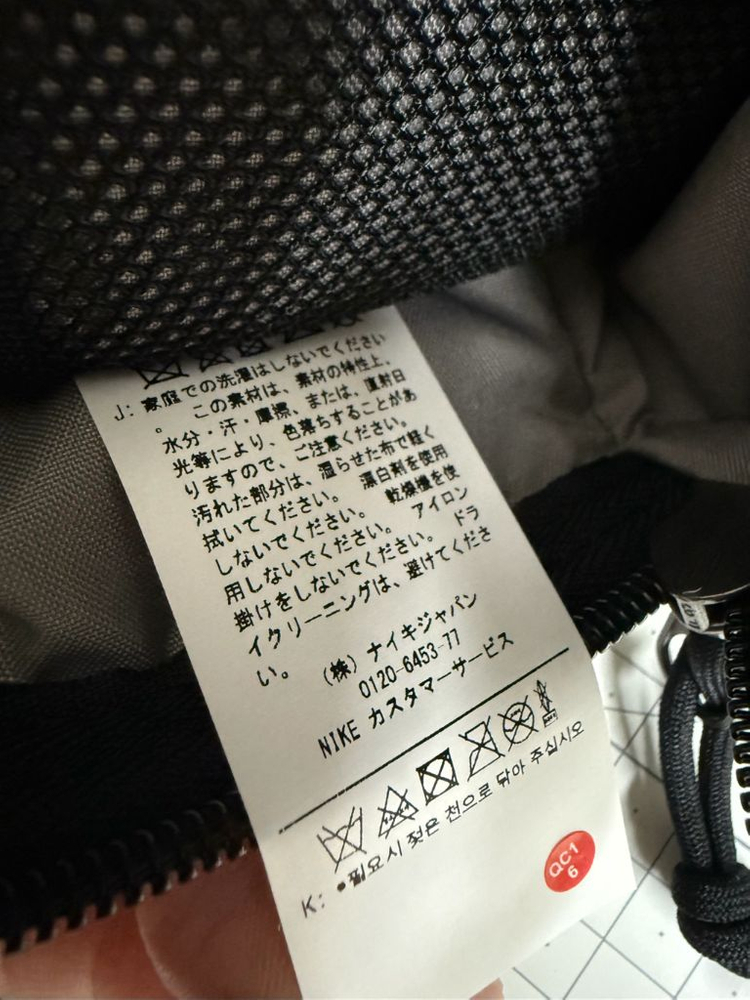 J: 家庭での洗濯はしないでください
。 この素材は、素材の特性上、
水分・汗・摩擦、または、直射日
光等により、色落ちすることがあ
りますので、ご注意ください。
汚れた部分は、湿らせた布で軽く
拭いてください。 漂白剤を使用
しないでください。 乾燥機を使
用しないでください。 アイロン
掛けをしないでください。 ドラ
イクリーニングは、避けてくださ
い。
(株) ナイキジャパン
0120-6453-77
NIKE カスタマーサービス
K: •필요시 젖은 천으로 닦아 주십시오
QC1
6